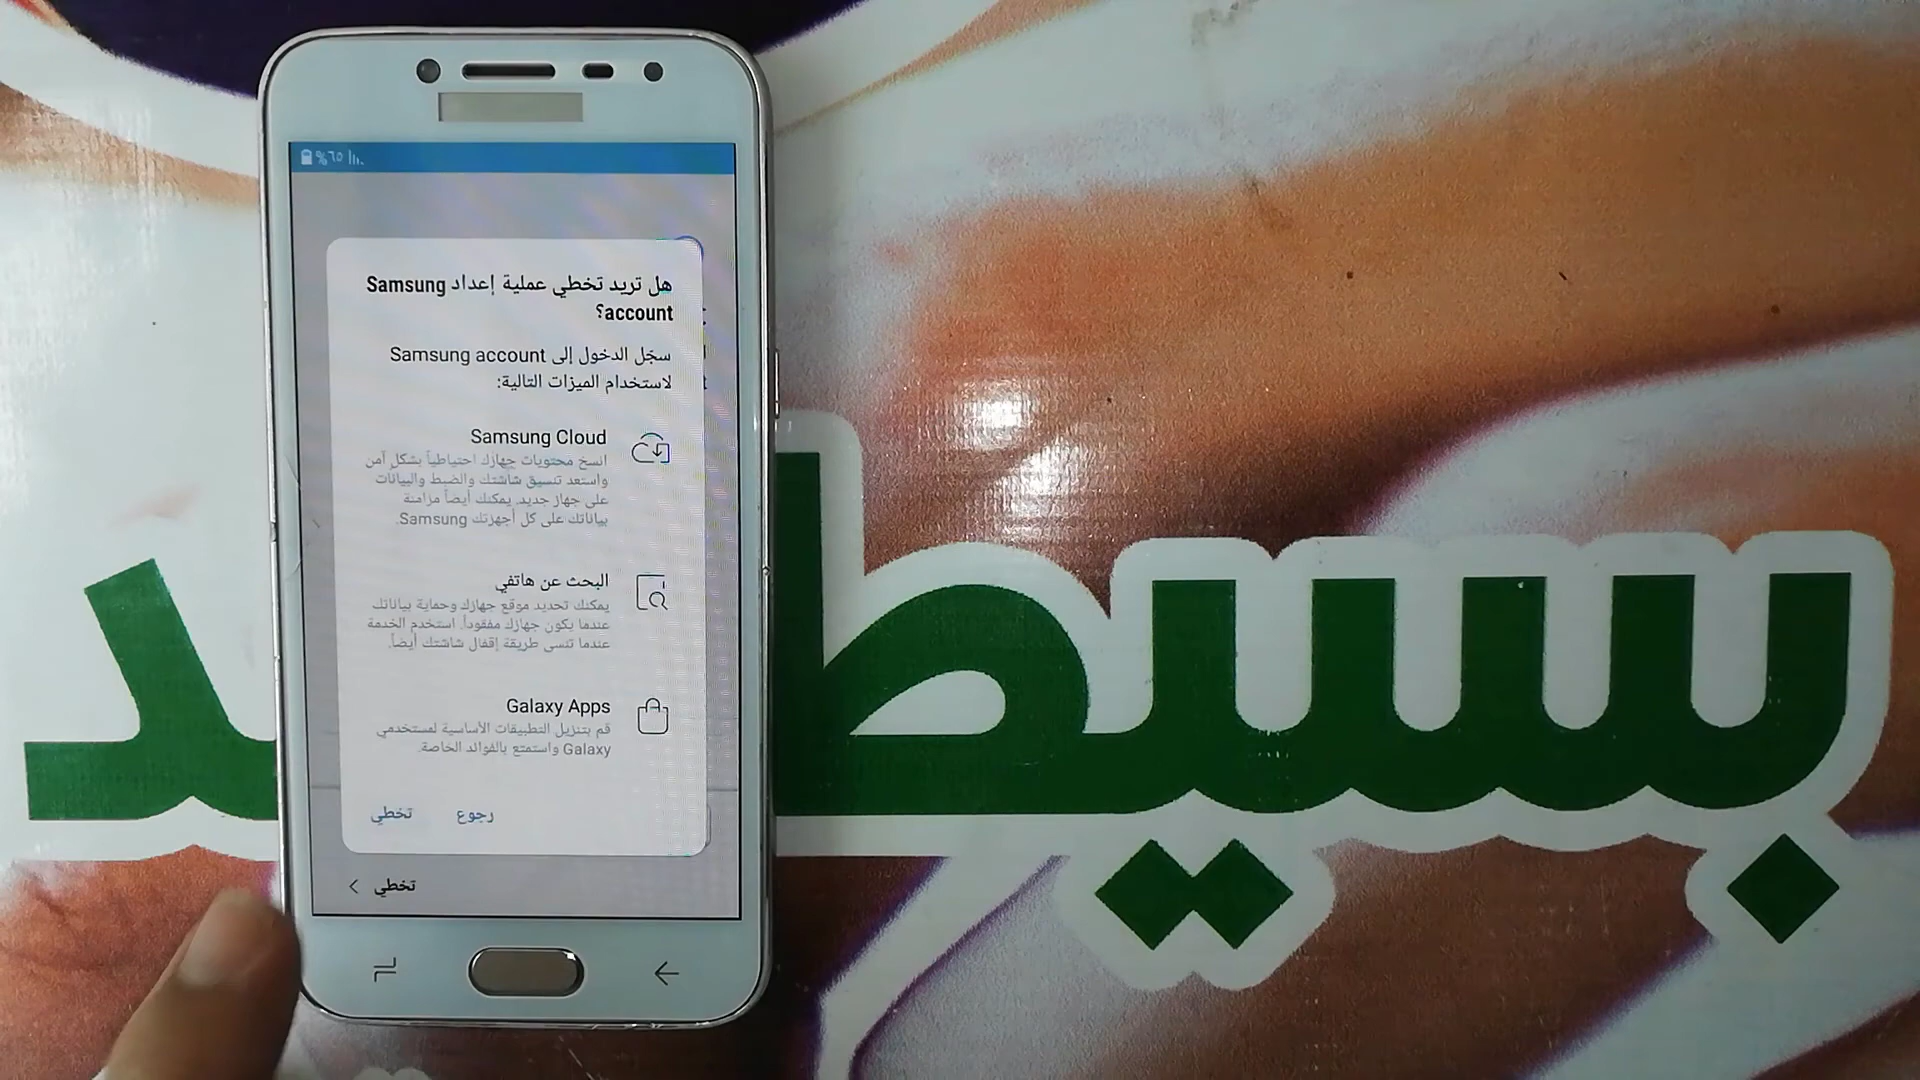 %٦٥
هل تريد تخطي عملية إعداد Samsung
account؟
سجّل الدخول إلى Samsung account
لاستخدام الميزات التالية:
Samsung Cloud
انسخ محتويات جهازك احتياطياً بشكل آمن
واستعد تنسيق شاشتك والضبط والبيانات
على جهاز جديد. يمكنك أيضاً مزامنة
بياناتك على كل أجهزتك Samsung.
البحث عن هاتفي
يمكنك تحديد موقع جهازك وحماية بياناتك
عندما يكون جهازك مفقوداً. استخدم الخدمة
عندما تنسى طريقة إقفال شاشتك أيضاً.
Galaxy Apps
قم بتنزيل التطبيقات الأساسية لمستخدمي
Galaxy واستمتع بالفوائد الخاصة.
رجوع
تخطي
تخطي
بسيط